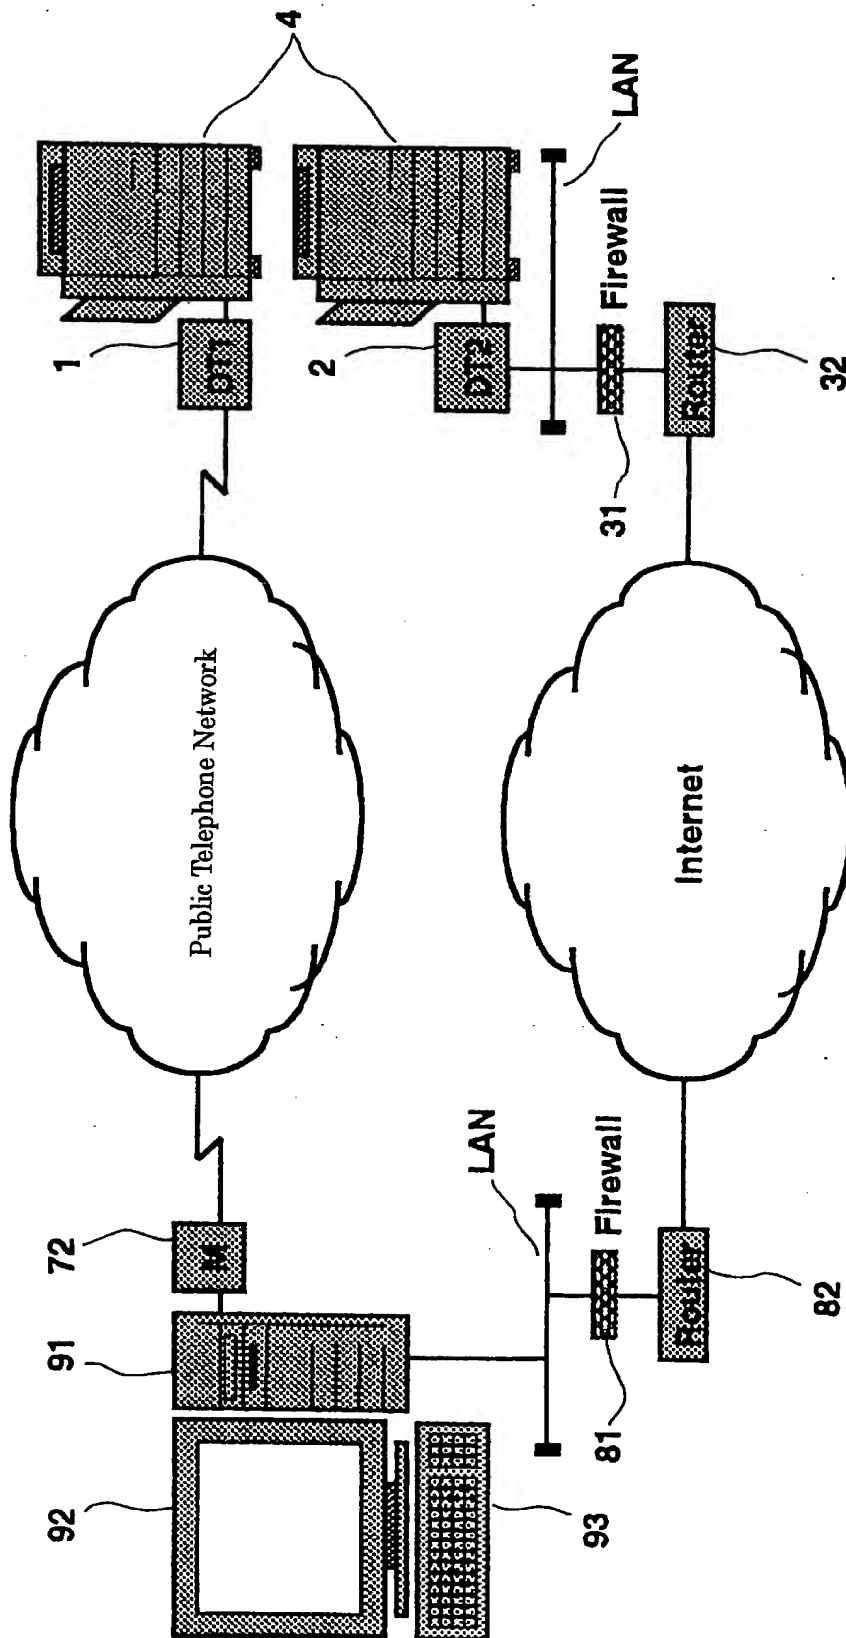 92
91
72
M
Public Telephone Network
1
DT1
4
93
LAN
81
Firewall
Router
82
Internet
2
DT2
LAN
31
Firewall
Router
32